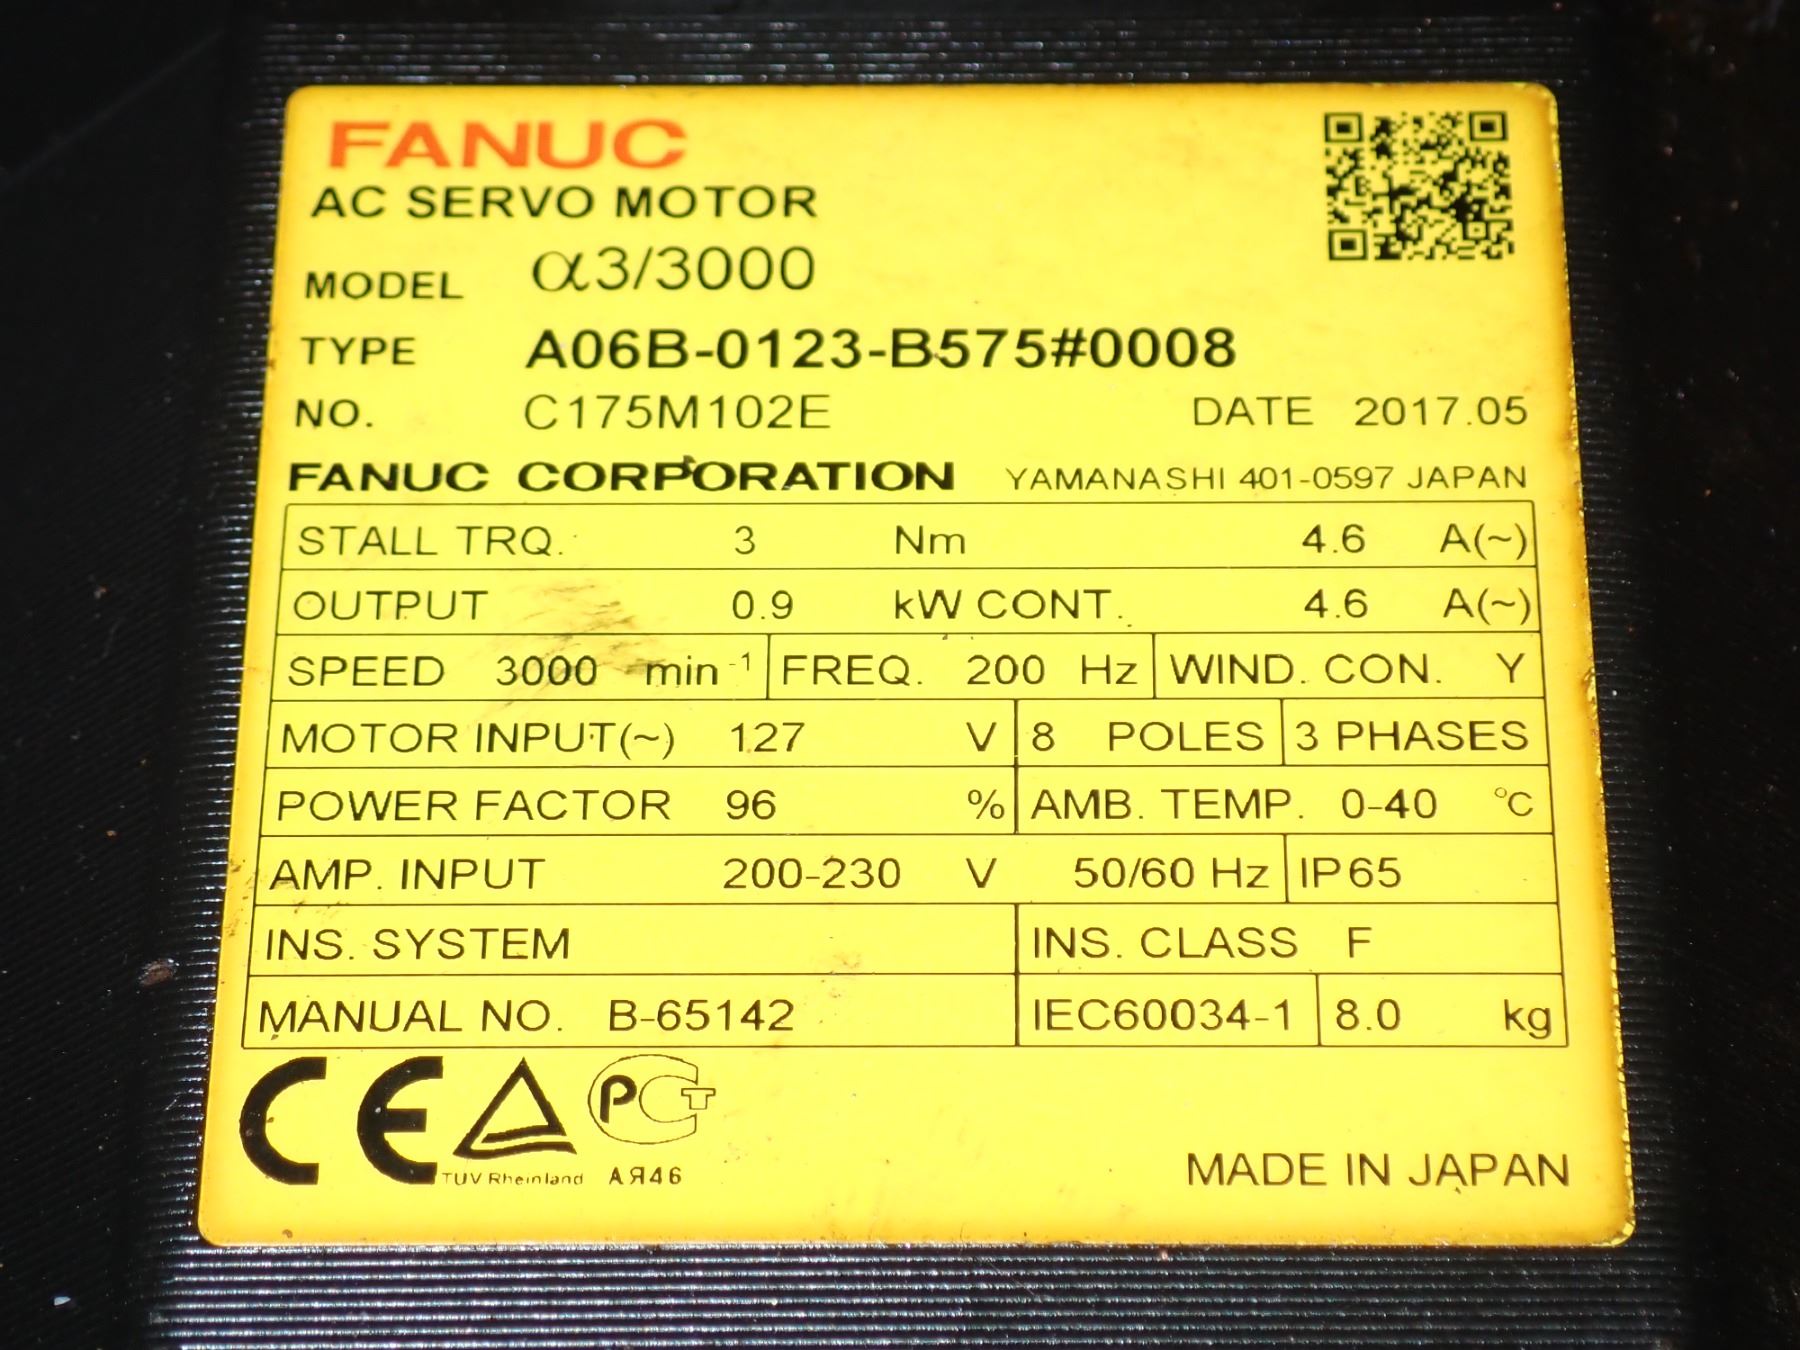 FANUC
AC SERVO MOTOR
MODEL α3/3000
TYPE A06B-0123-B575#0008
NO. C175M102E DATE 2017.05
FANUC CORPORATION YAMANASHI 401-0597 JAPAN
STALL TRQ. 3 Nm 4.6 A(~)
OUTPUT 0.9 kW CONT. 4.6 A(~)
SPEED 3000 min⁻¹ FREQ. 200 Hz WIND. CON. Y
MOTOR INPUT(~) 127 V 8 POLES 3 PHASES
POWER FACTOR 96 % AMB. TEMP. 0-40 °C
AMP. INPUT 200-230 V 50/60 Hz IP65
INS. SYSTEM INS. CLASS F
MANUAL NO. B-65142 IEC60034-1 8.0 kg
CE TUV Rheinland PCT АЯ46
MADE IN JAPAN